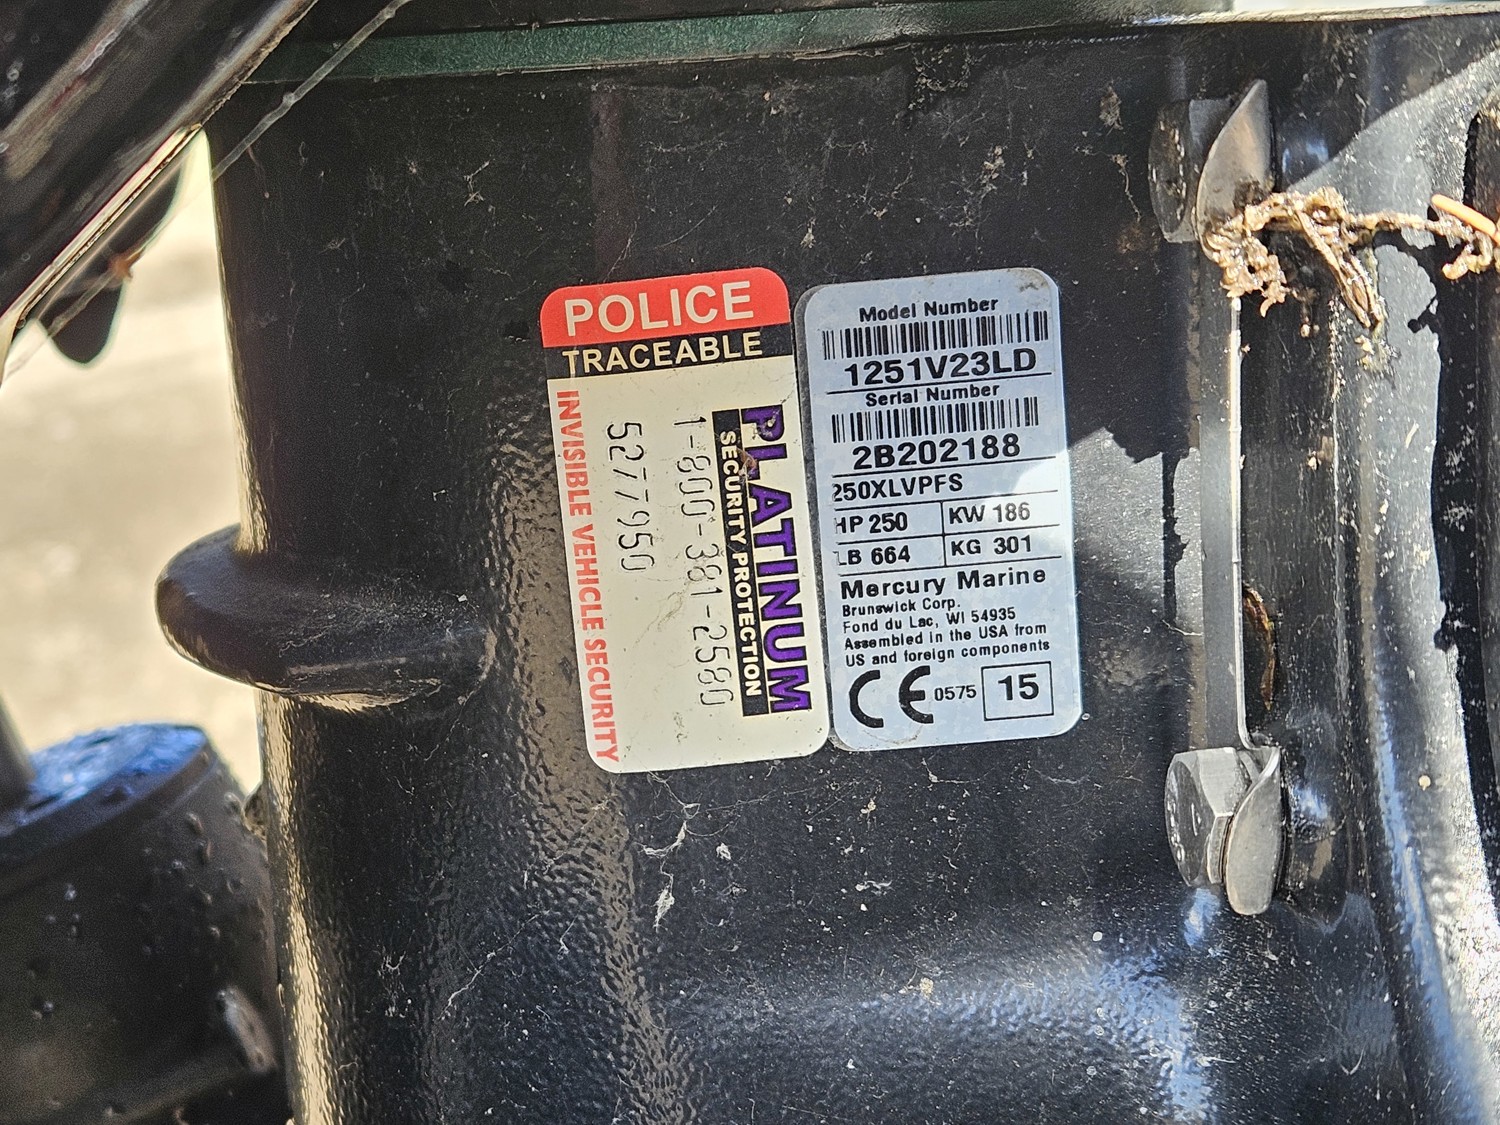 POLICE
TRACEABLE
INVISIBLE VEHICLE SECURITY
5277950
1-800-381-2580
SECURITY PROTECTION
PLATINUM
Model Number
1251V23LD
Serial Number
2B202188
250XLVPFS
HP 250 KW 186
LB 664 KG 301
Mercury Marine
Brunswick Corp.
Fond du Lac, WI 54935
Assembled in the USA from
US and foreign components
CE 0575 15